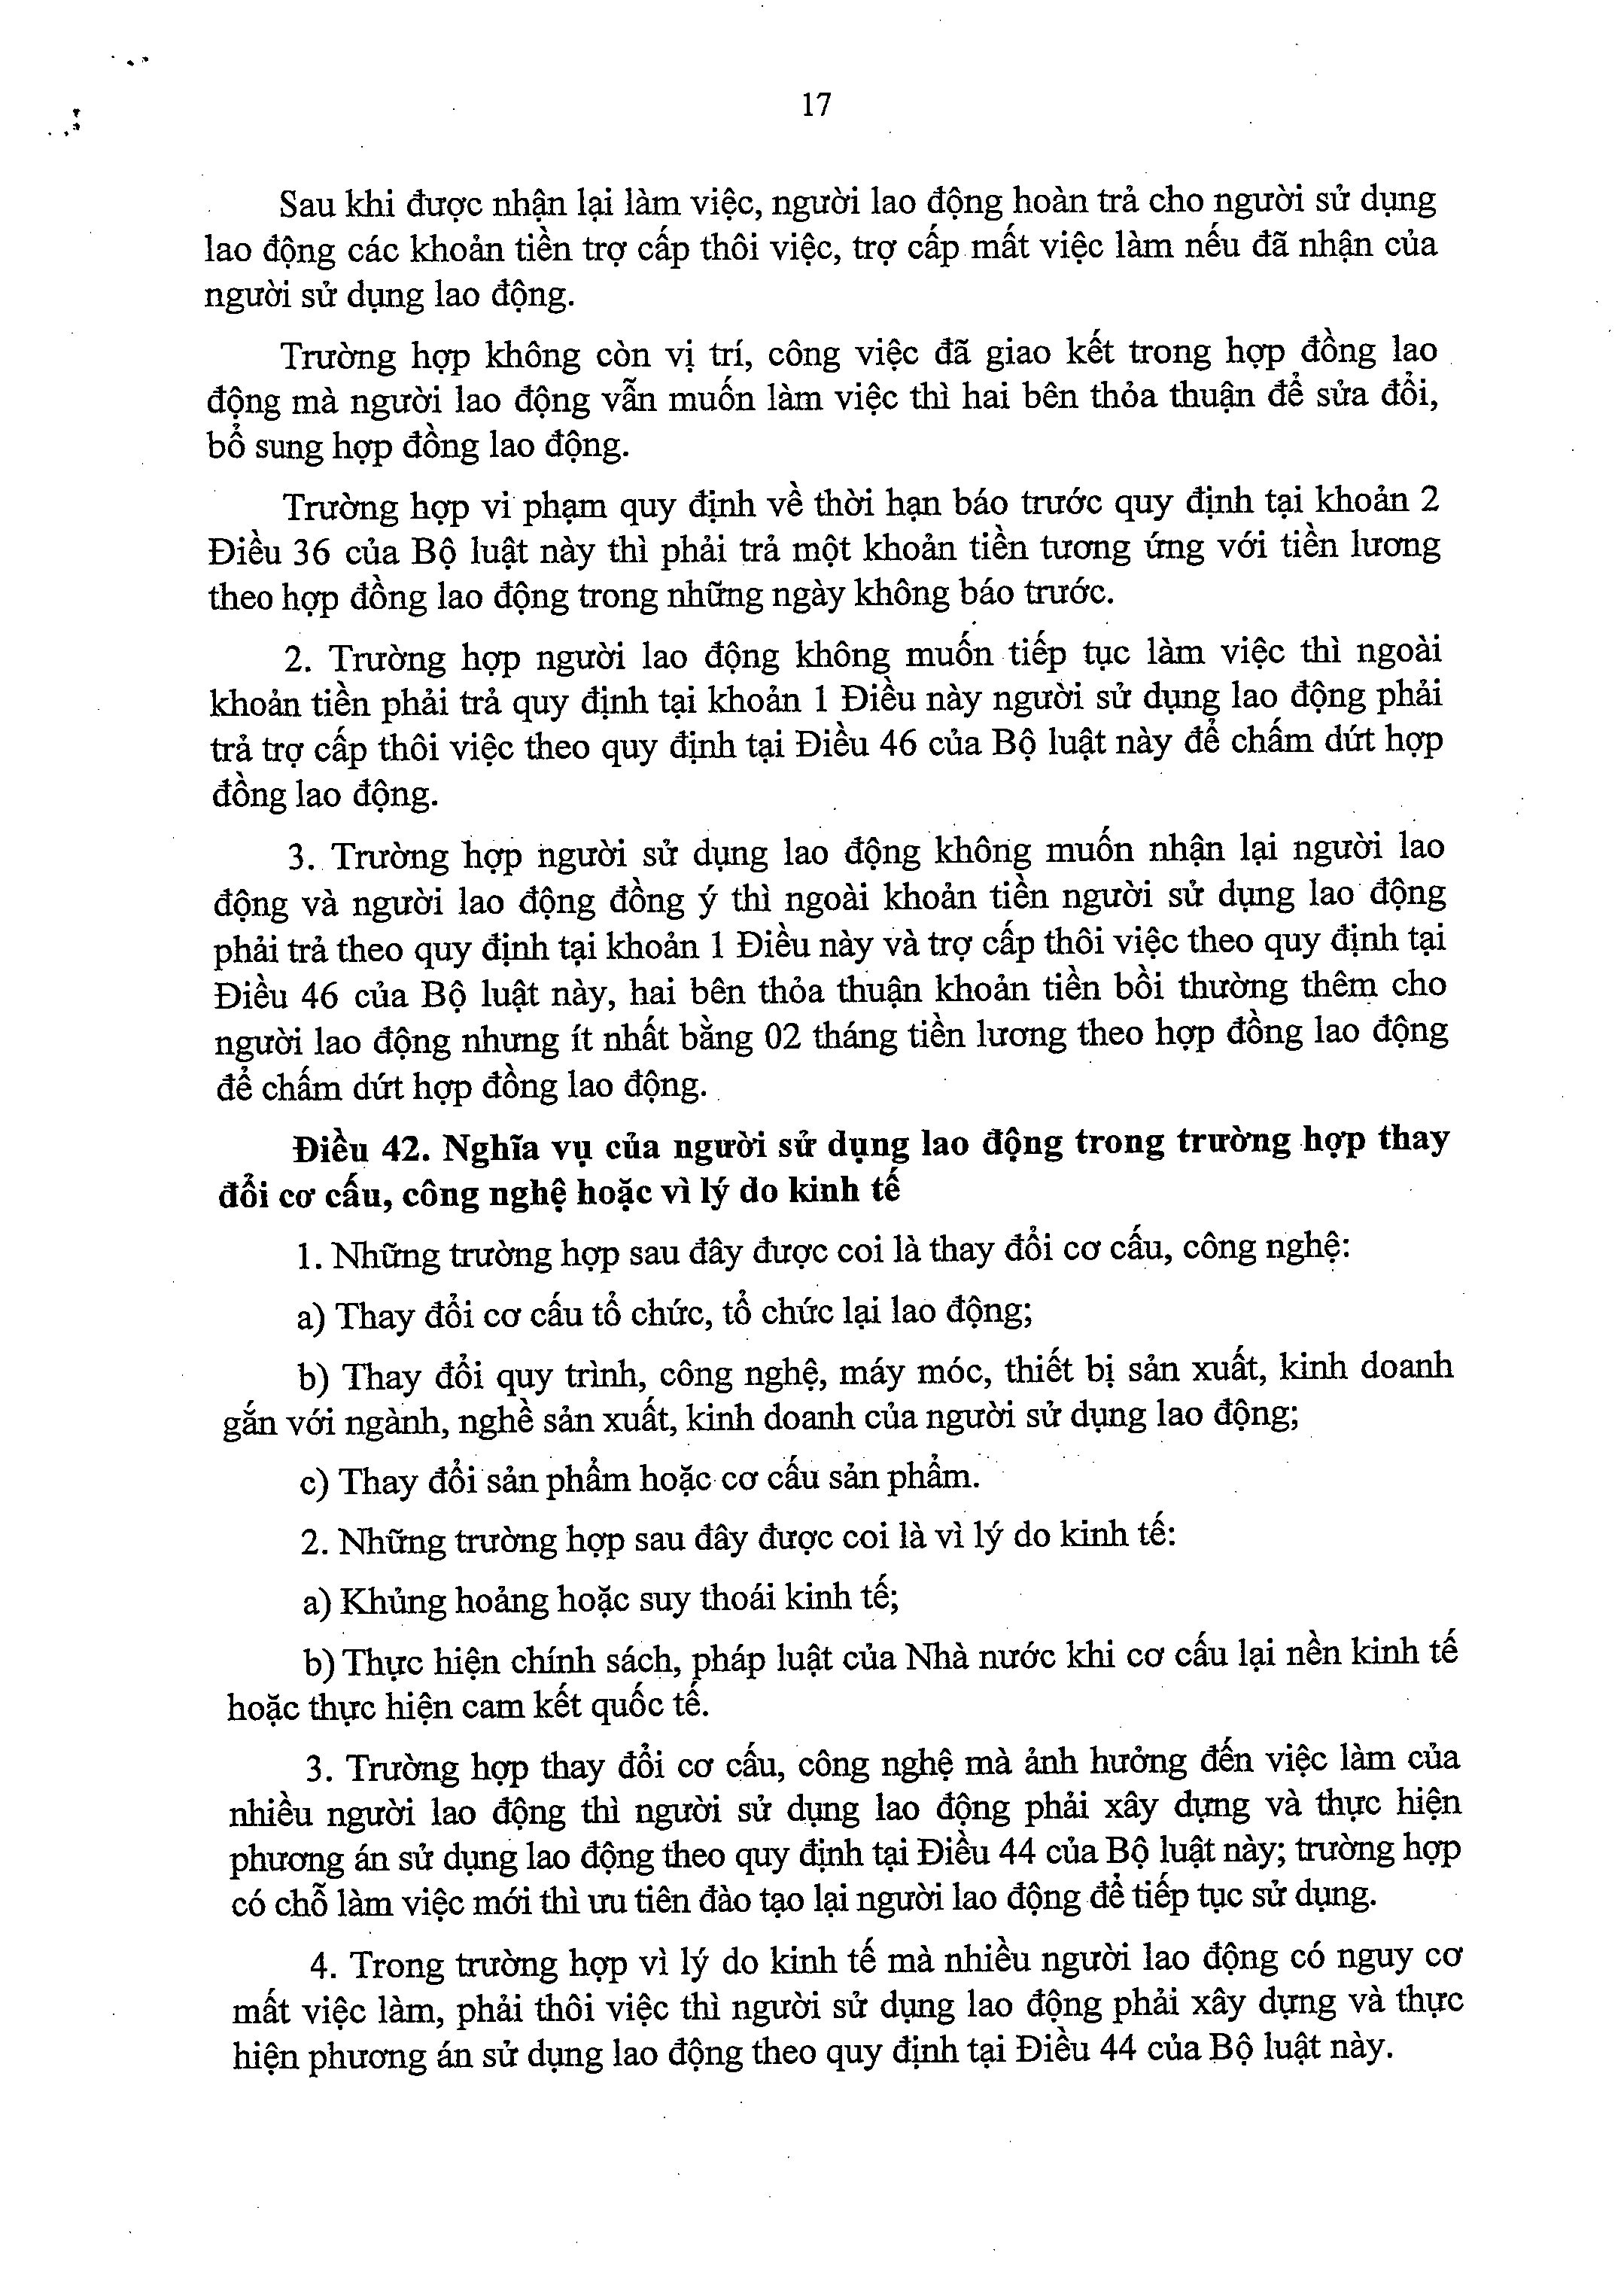 17
Sau khi được nhận lại làm việc, người lao động hoàn trả cho người sử dụng
lao động các khoản tiền trợ cấp thôi việc, trợ cấp mất việc làm nếu đã nhận của
người sử dụng lao động.
Trường hợp không còn vị trí, công việc đã giao kết trong hợp đồng lao
động mà người lao động vẫn muốn làm việc thì hai bên thỏa thuận để sửa đổi,
bổ sung hợp đồng lao động.
Trường hợp vi phạm quy định về thời hạn báo trước quy định tại khoản 2
Điều 36 của Bộ luật này thì phải trả một khoản tiền tương ứng với tiền lương
theo hợp đồng lao động trong những ngày không báo trước.
2. Trường hợp người lao động không muốn tiếp tục làm việc thì ngoài
khoản tiền phải trả quy định tại khoản 1 Điều này người sử dụng lao động phải
trả trợ cấp thôi việc theo quy định tại Điều 46 của Bộ luật này để chấm dứt hợp
đồng lao động.
3. Trường hợp người sử dụng lao động không muốn nhận lại người lao
động và người lao động đồng ý thì ngoài khoản tiền người sử dụng lao động
phải trả theo quy định tại khoản 1 Điều này và trợ cấp thôi việc theo quy định tại
Điều 46 của Bộ luật này, hai bên thỏa thuận khoản tiền bồi thường thêm cho
người lao động nhưng ít nhất bằng 02 tháng tiền lương theo hợp đồng lao động
để chấm dứt hợp đồng lao động.
Điều 42. Nghĩa vụ của người sử dụng lao động trong trường hợp thay
đổi cơ cấu, công nghệ hoặc vì lý do kinh tế
1. Những trường hợp sau đây được coi là thay đổi cơ cấu, công nghệ:
a) Thay đổi cơ cấu tổ chức, tổ chức lại lao động;
b) Thay đổi quy trình, công nghệ, máy móc, thiết bị sản xuất, kinh doanh
gắn với ngành, nghề sản xuất, kinh doanh của người sử dụng lao động;
c) Thay đổi sản phẩm hoặc cơ cấu sản phẩm.
2. Những trường hợp sau đây được coi là vì lý do kinh tế:
a) Khủng hoảng hoặc suy thoái kinh tế;
b) Thực hiện chính sách, pháp luật của Nhà nước khi cơ cấu lại nền kinh tế
hoặc thực hiện cam kết quốc tế.
3. Trường hợp thay đổi cơ cấu, công nghệ mà ảnh hưởng đến việc làm của
nhiều người lao động thì người sử dụng lao động phải xây dựng và thực hiện
phương án sử dụng lao động theo quy định tại Điều 44 của Bộ luật này; trường hợp
có chỗ làm việc mới thì ưu tiên đào tạo lại người lao động để tiếp tục sử dụng.
4. Trong trường hợp vì lý do kinh tế mà nhiều người lao động có nguy cơ
mất việc làm, phải thôi việc thì người sử dụng lao động phải xây dựng và thực
hiện phương án sử dụng lao động theo quy định tại Điều 44 của Bộ luật này.